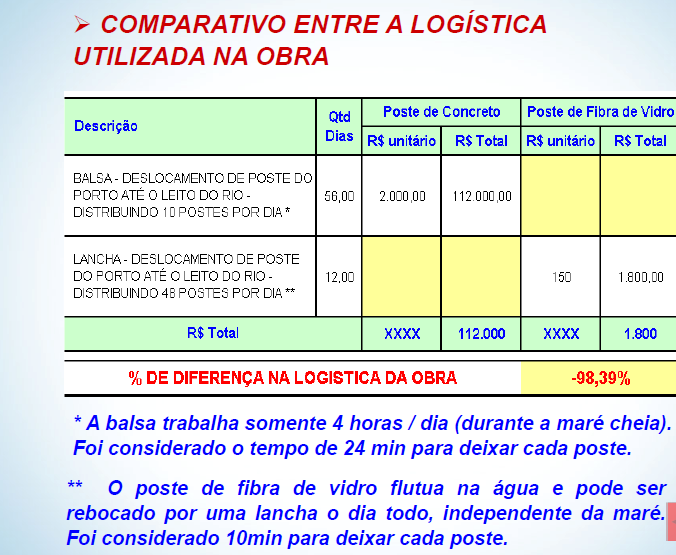 ➢ COMPARATIVO ENTRE A LOGÍSTICA
UTILIZADA NA OBRA
Descrição
Qtd
Dias
Poste de Concreto
Poste de Fibra de Vidro
R$ unitário
R$ Total
R$ unitário
R$ Total
BALSA - DESLOCAMENTO DE POSTE DO
PORTO ATÉ O LEITO DO RIO -
DISTRIBUINDO 10 POSTES POR DIA *
56,00
2.000,00
112.000,00
LANCHA - DESLOCAMENTO DE POSTE
DO PORTO ATÉ O LEITO DO RIO -
DISTRIBUINDO 48 POSTES POR DIA **
12,00
150
1.800,00
R$ Total
XXXX
112.000
XXXX
1.800
% DE DIFERENÇA NA LOGISTICA DA OBRA
-98,39%
* A balsa trabalha somente 4 horas / dia (durante a maré cheia).
Foi considerado o tempo de 24 min para deixar cada poste.
** O poste de fibra de vidro flutua na água e pode ser
rebocado por uma lancha o dia todo, independente da maré.
Foi considerado 10min para deixar cada poste.